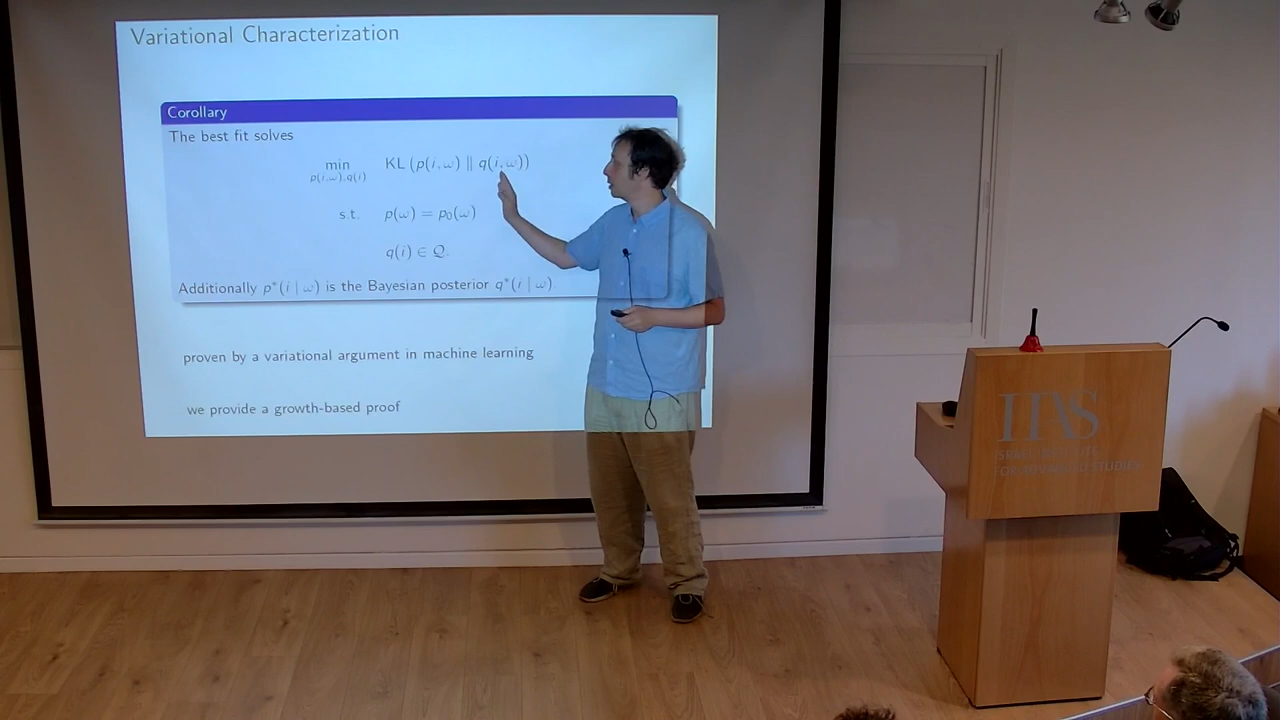 Variational Characterization
Corollary
The best fit solves
min KL (p(i, ω) ∥ q(i, ω))
p(i,ω),q(i)
s.t. p(ω) = p₀(ω)
q(i) ∈ 𝒬.
Additionally p*(i | ω) is the Bayesian posterior q*(i | ω).
proven by a variational argument in machine learning
we provide a growth-based proof
IIAS
ISRAEL INSTITUTE
FOR ADVANCED STUDIES